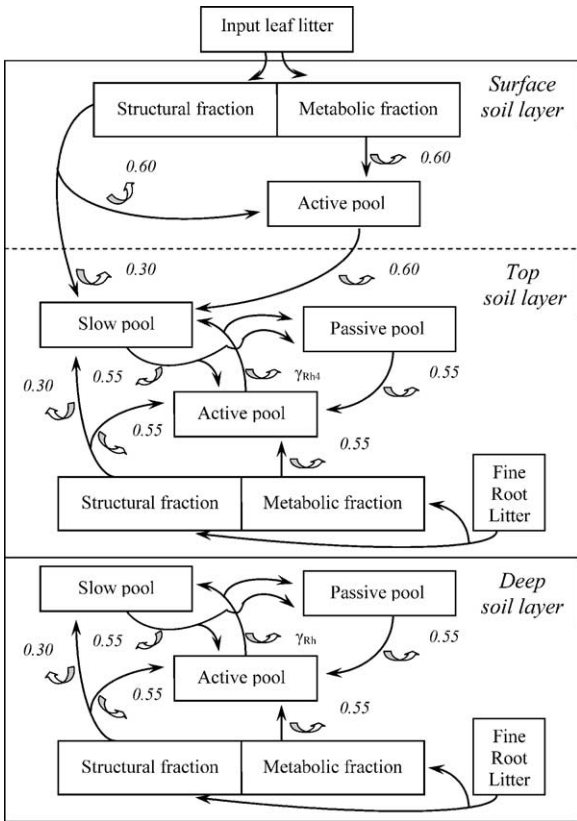 Input leaf litter
Surface
soil layer
Structural fraction
Metabolic fraction
0.60
0.60
Active pool
0.30
0.60
Top
soil layer
Slow pool
Passive pool
0.30
0.55
γRh4
0.55
Active pool
0.55
0.55
Structural fraction
Metabolic fraction
Fine
Root
Litter
Deep
soil layer
Slow pool
Passive pool
0.30
0.55
γRh
0.55
Active pool
0.55
0.55
Structural fraction
Metabolic fraction
Fine
Root
Litter